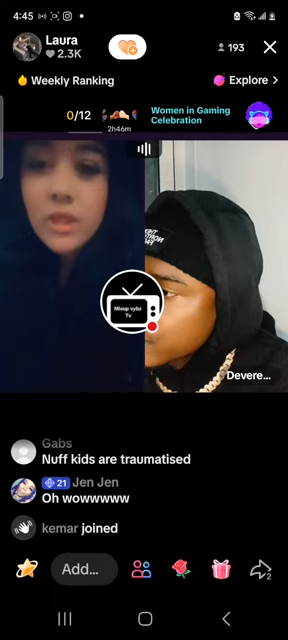 4:45
Laura
2.3K
193
Weekly Ranking
Explore >
0/12
2h46m
Women in Gaming
Celebration
Mixup vybz
Tv
Devere...
Gabs
Nuff kids are traumatised
21 Jen Jen
Oh wowwwww
kemar joined
Add...
2